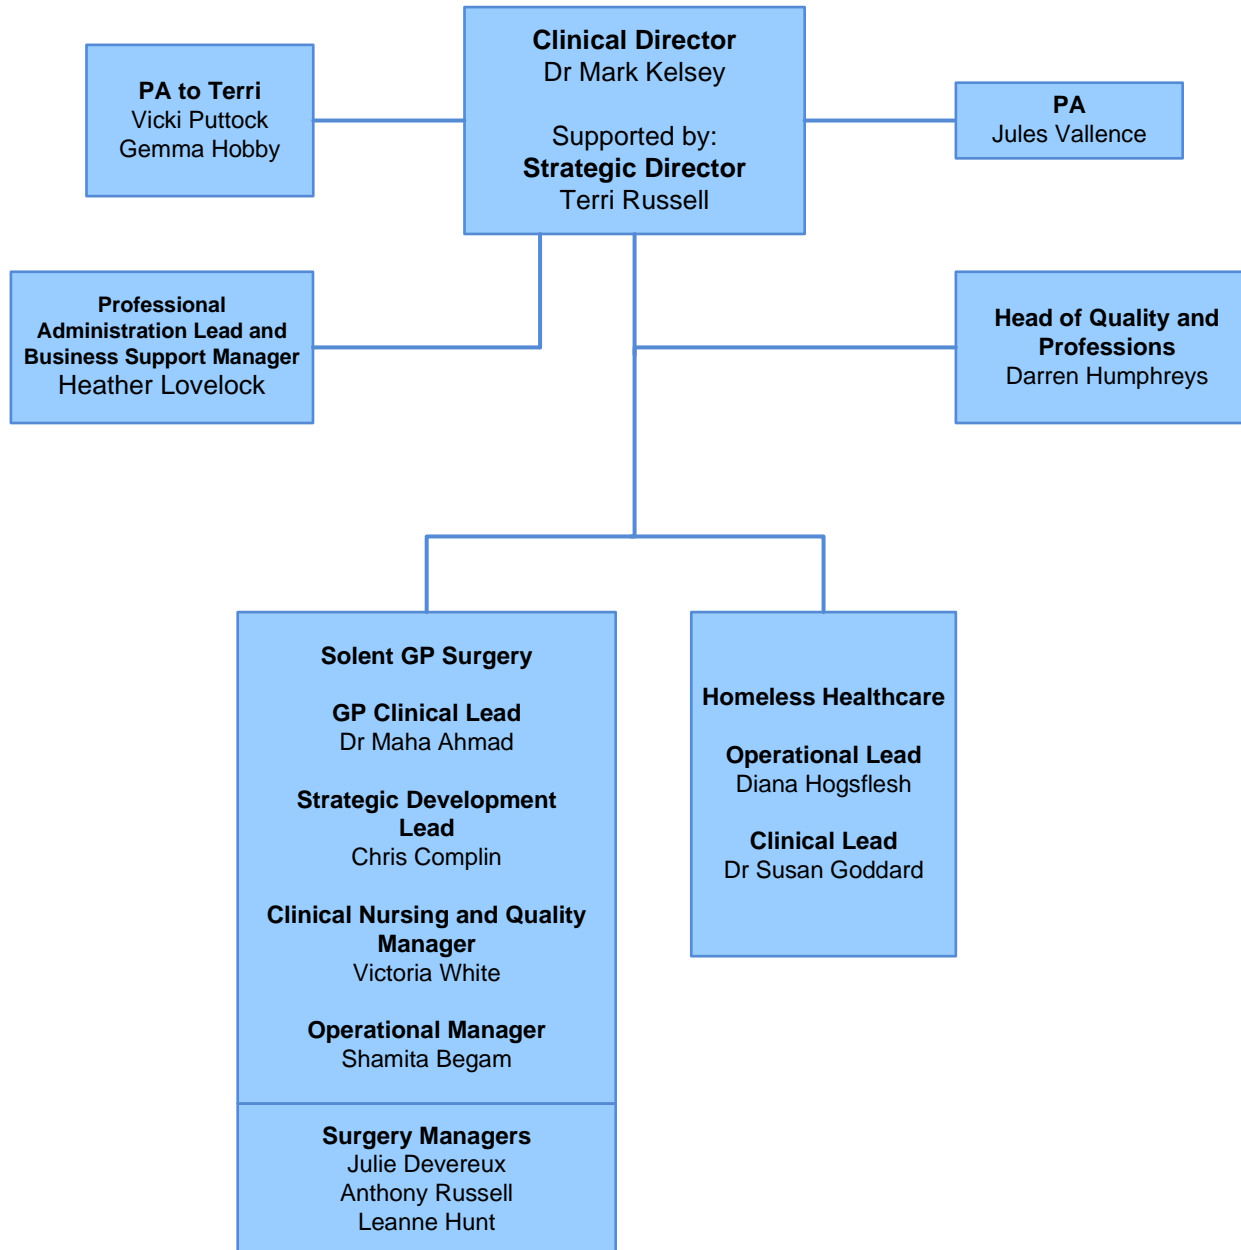 Clinical Director
Dr Mark Kelsey
Supported by:
Strategic Director
Terri Russell
PA to Terri
Vicki Puttock
Gemma Hobby
PA
Jules Vallence
Professional
Administration Lead and
Business Support Manager
Heather Lovelock
Head of Quality and
Professions
Darren Humphreys
Solent GP Surgery
GP Clinical Lead
Dr Maha Ahmad
Strategic Development
Lead
Chris Complin
Clinical Nursing and Quality
Manager
Victoria White
Operational Manager
Shamita Begam
Surgery Managers
Julie Devereux
Anthony Russell
Leanne Hunt
Homeless Healthcare
Operational Lead
Diana Hogsflesh
Clinical Lead
Dr Susan Goddard